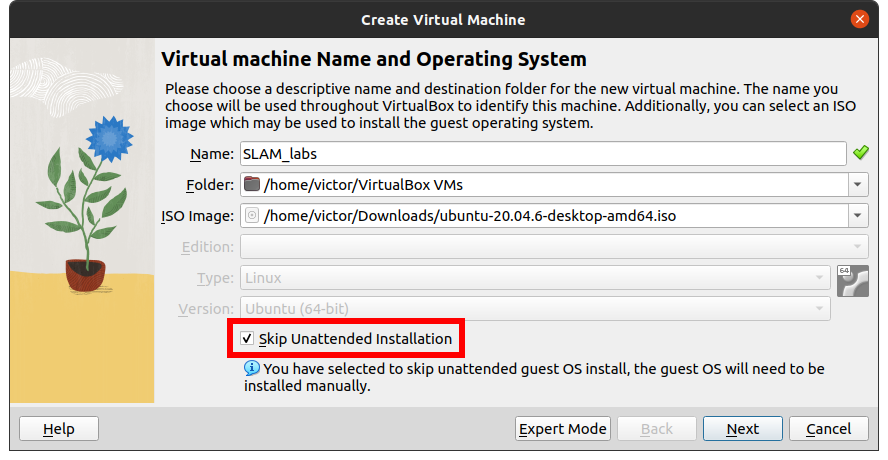 Create Virtual Machine
Virtual machine Name and Operating System
Please choose a descriptive name and destination folder for the new virtual machine. The name you
choose will be used throughout VirtualBox to identify this machine. Additionally, you can select an ISO
image which may be used to install the guest operating system.
Name: SLAM_labs
Folder: /home/victor/VirtualBox VMs
ISO Image: /home/victor/Downloads/ubuntu-20.04.6-desktop-amd64.iso
Edition:
Type: Linux
64
Version: Ubuntu (64-bit)
Skip Unattended Installation
You have selected to skip unattended guest OS install, the guest OS will need to be
installed manually.
Help Expert Mode Back Next Cancel